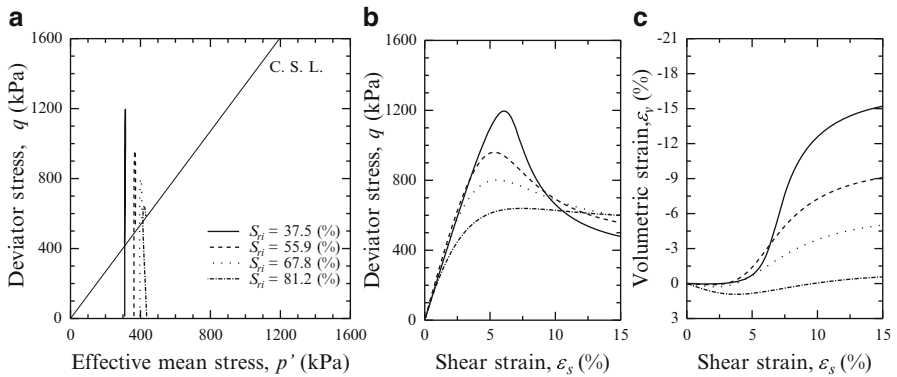 a
1600
1200
800
400
0
Deviator stress, q (kPa)
C. S. L.
S_ri = 37.5 (%)
S_ri = 55.9 (%)
S_ri = 67.8 (%)
S_ri = 81.2 (%)
0 400 800 1200 1600
Effective mean stress, p' (kPa)
b
1600
1200
800
400
0
Deviator stress, q (kPa)
0 5 10 15
Shear strain, ε_s (%)
c
-21
-18
-15
-12
-9
-6
-3
0
3
Volumetric strain, ε_v (%)
0 5 10 15
Shear strain, ε_s (%)